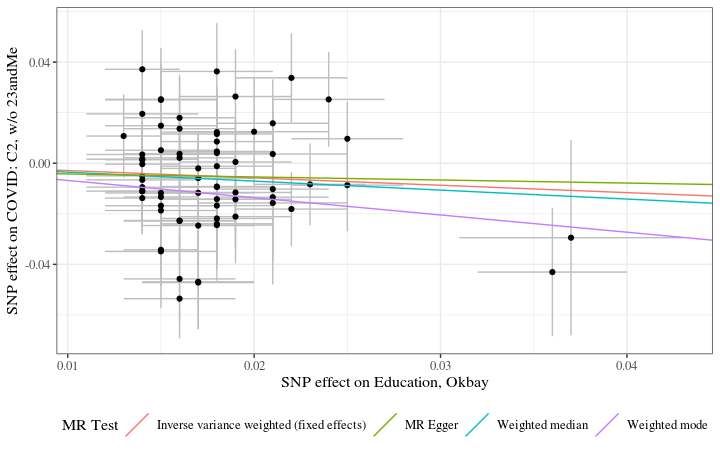 SNP effect on COVID: C2, w/o 23andMe
0.04
0.00
-0.04
0.01 0.02 0.03 0.04
SNP effect on Education, Okbay
MR Test Inverse variance weighted (fixed effects) MR Egger Weighted median Weighted mode